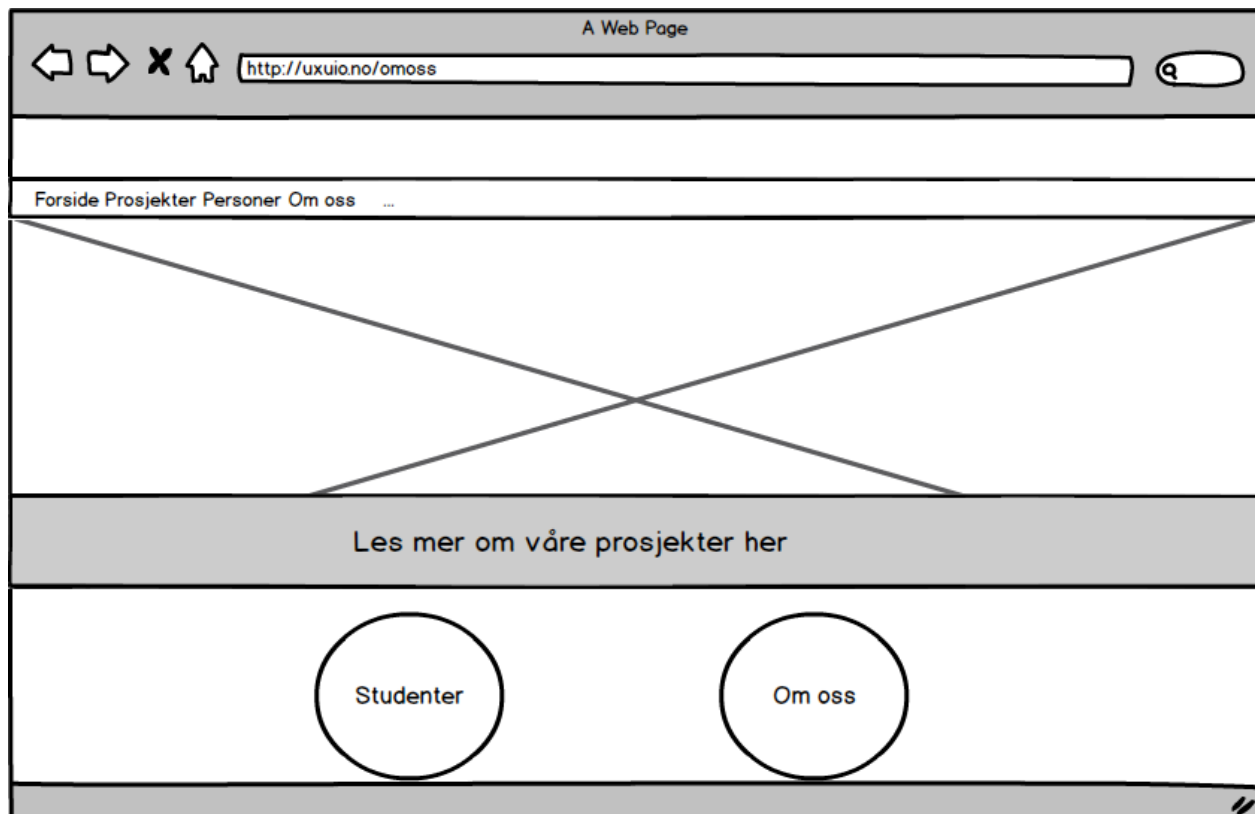 A Web Page
http://uxuio.no/omoss
Forside Prosjekter Personer Om oss ...
Les mer om våre prosjekter her
Studenter
Om oss